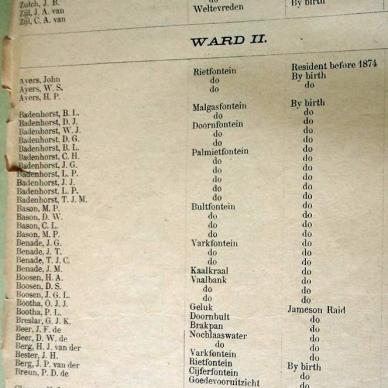 Zulch, J. B.
Zijl, J. A. van Weltevreden By birth
Zijl, C. A. van
WARD II.
Ayers, John Rietfontein Resident before 1874
Ayers, W. S. do By birth
Ayers, H. P. do do
Badenhorst, B. L. Malgasfontein By birth
Badenhorst, D. J. do do
Badenhorst, W. J. Doornfontein do
Badenhorst, D. G. do do
Badenhorst, B. L. do do
Badenhorst, C. H. Palmietfontein do
Badenhorst, J. G. do do
Badenhorst, L. P. do do
Badenhorst, J. J. do do
Badenhorst, L. P. do do
Badenhorst, T. J. M. do do
Bason, M. P. Bultfontein do
Bason, D. W. do do
Bason, C. L. do do
Bason, M. P. do do
Benade, J. G. Varkfontein do
Benade, J. T. do do
Benade, T. J. C. do do
Benade, J. M. Kaalkraal do
Boosen, H. A. Vaalbank do
Boosen, D. S. do do
Boosen, J. G. L. do do
Bootha, O. J. J. Geluk Jameson Raid
Bootha, P. L. Doornbult do
Breslar, G. J. K. Brakpan do
Beer, J. F. de Nochlaaswater do
Beer, D. W. de do do
Berg, H. J. van der Varkfontein do
Bester, J. H. Rietfontein By birth
Berg, J. P. van der Cijferfontein do
Breun, P. D. de Goedevooruitzicht do